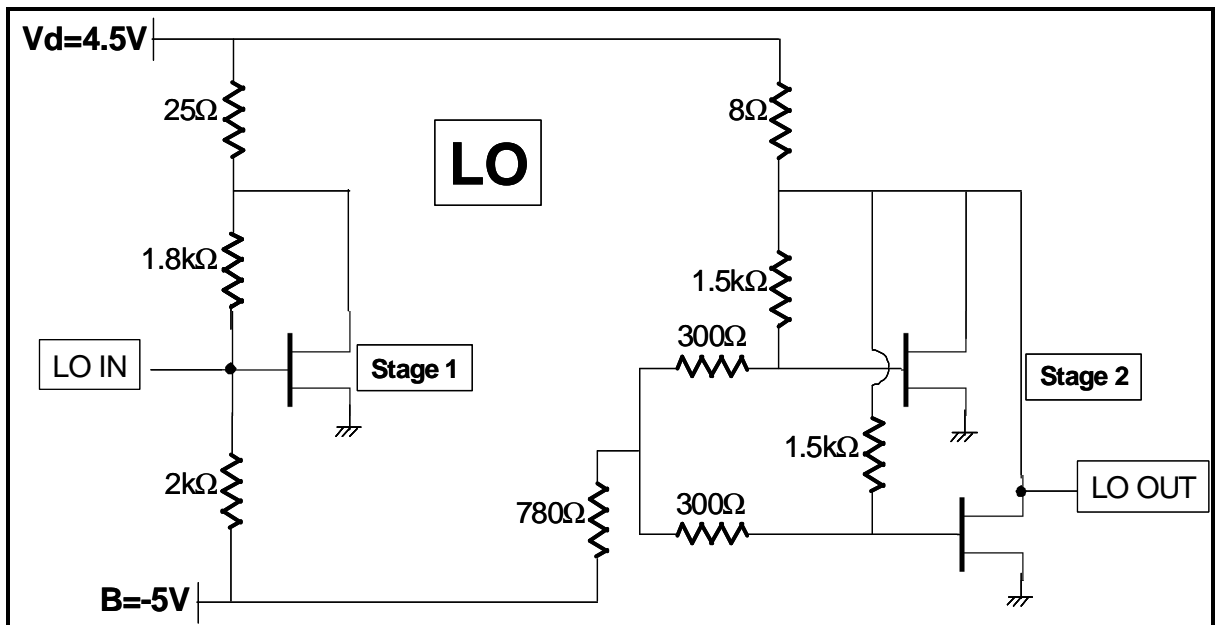 Vd=4.5V
25Ω
8Ω
LO
1.8kΩ
1.5kΩ
300Ω
LO IN
Stage 1
Stage 2
1.5kΩ
2kΩ
780Ω
300Ω
LO OUT
B=-5V